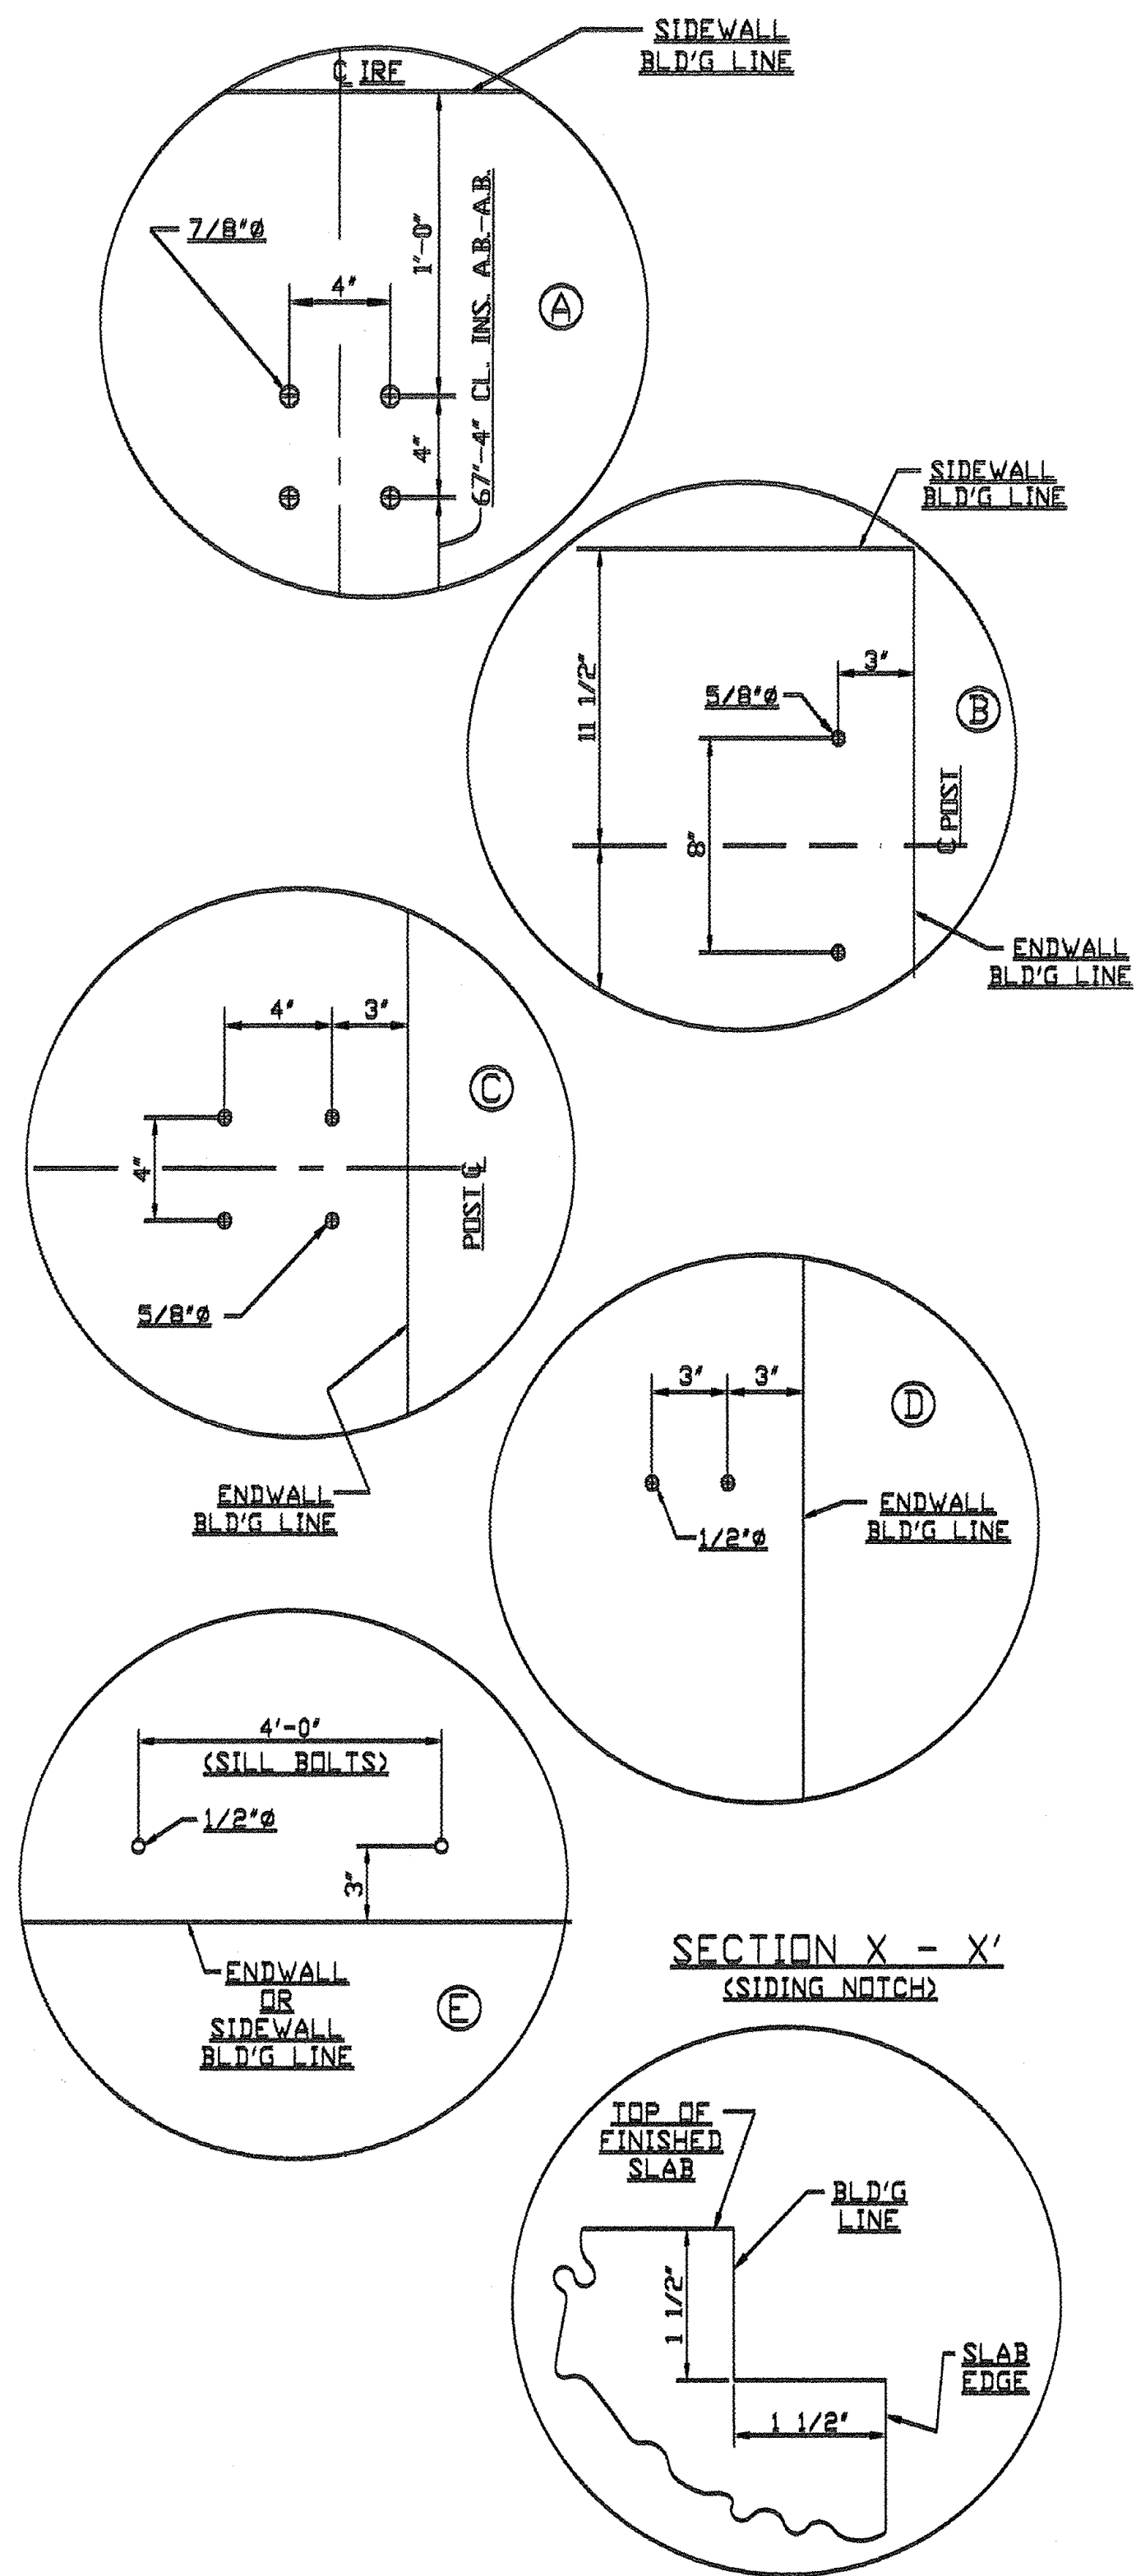 SIDEWALL
BLD'G LINE
℄ IRF
7/8"Ø
4"
1'-0"
4"
67'-4" CL. INS. A.B.-A.B.
A
SIDEWALL
BLD'G LINE
11 1/2"
3"
5/8"Ø
8"
B
℄ POST
ENDWALL
BLD'G LINE
4"
3"
C
4"
POST ℄
5/8"Ø
ENDWALL
BLD'G LINE
3"
3"
D
1/2"Ø
ENDWALL
BLD'G LINE
4'-0"
(SILL BOLTS)
1/2"Ø
3"
ENDWALL
OR
SIDEWALL
BLD'G LINE
E
SECTION X - X'
(SIDING NOTCH)
TOP OF
FINISHED
SLAB
BLD'G
LINE
1 1/2"
SLAB
EDGE
1 1/2"